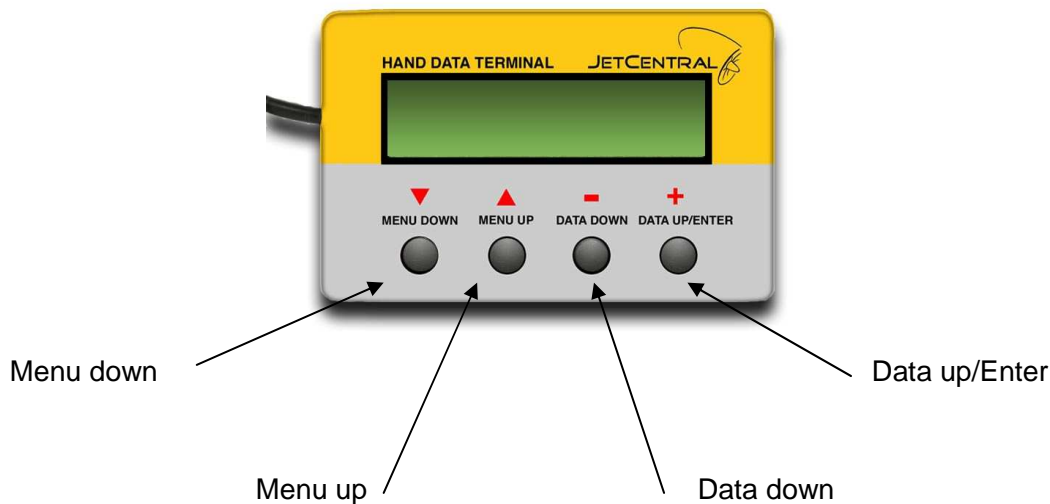 HAND DATA TERMINAL JETCENTRAL
MENU DOWN MENU UP DATA DOWN DATA UP/ENTER
Menu down Data up/Enter
Menu up Data down